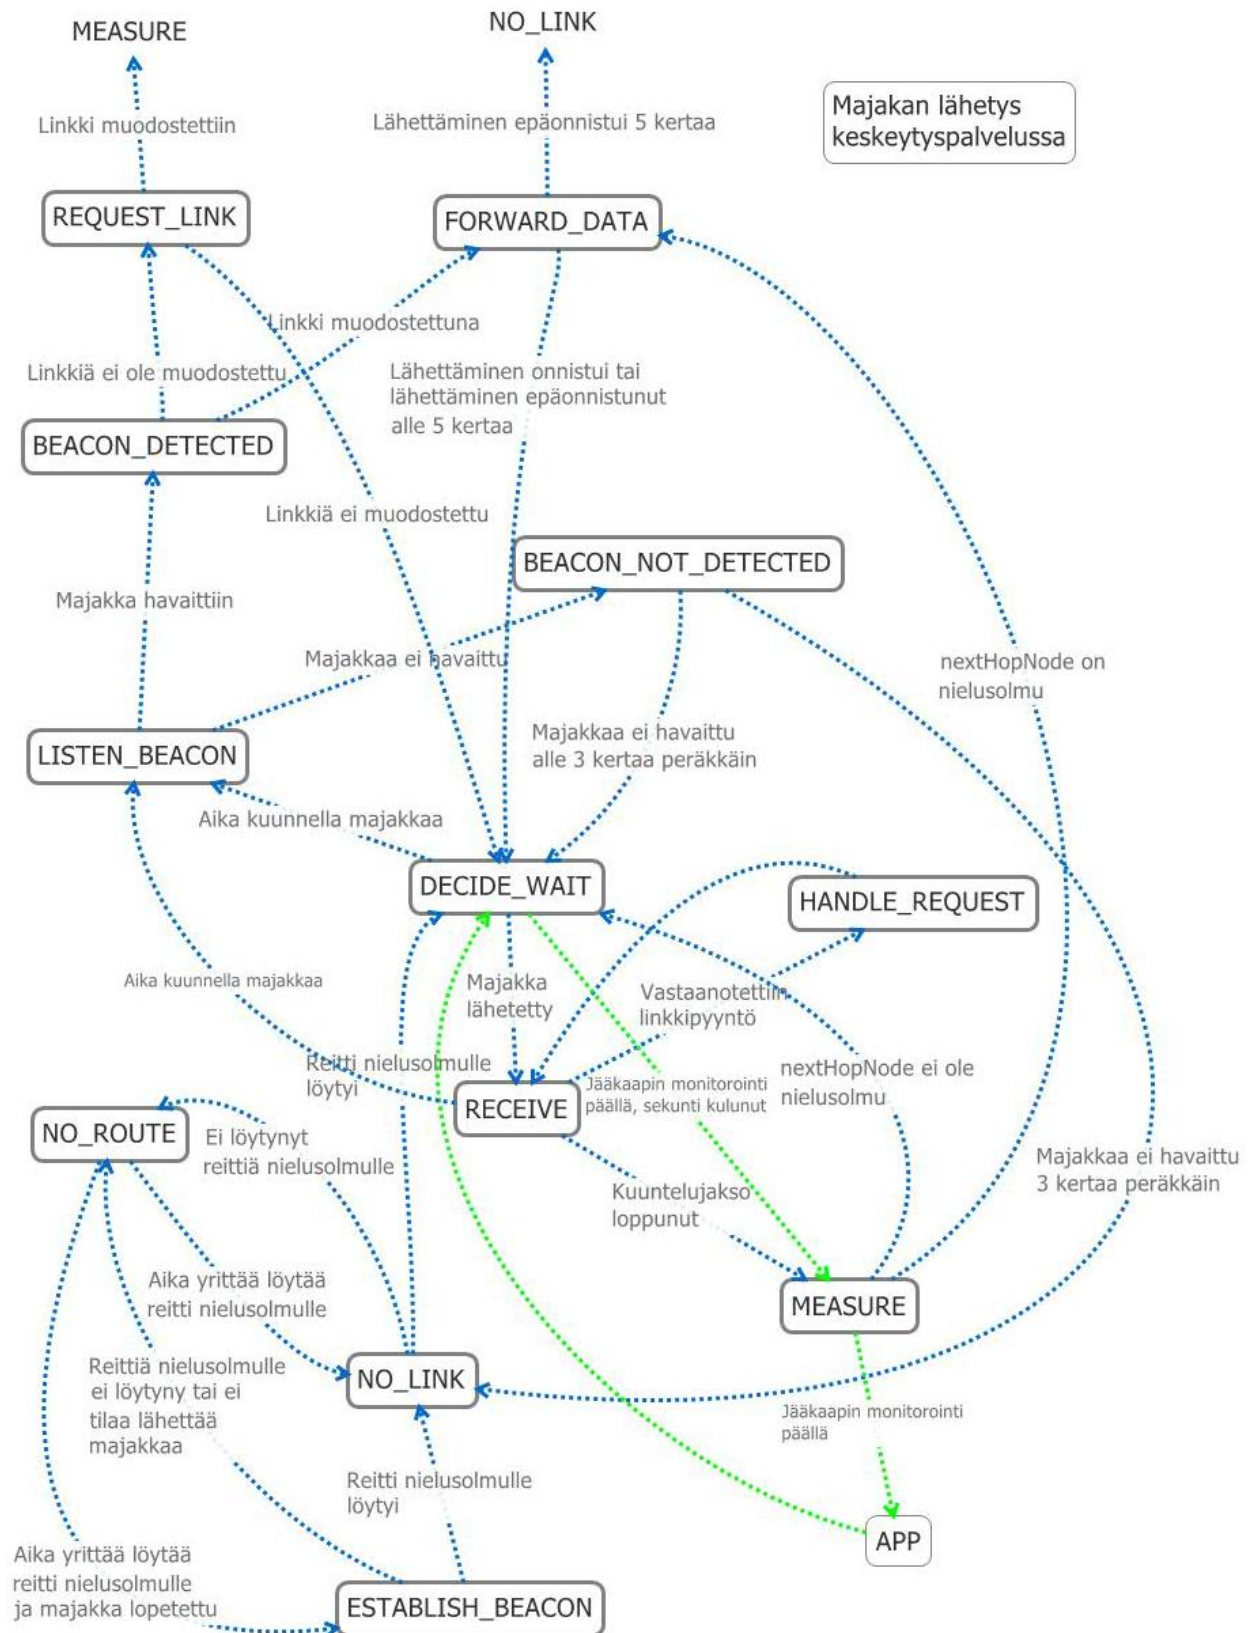 MEASURE
NO_LINK
Majakan lähetys
keskeytyspalvelussa
Linkki muodostettiin
Lähettäminen epäonnistui 5 kertaa
REQUEST_LINK
FORWARD_DATA
Linkki muodostettuna
Linkkiä ei ole muodostettu
Lähettäminen onnistui tai
lähettäminen epäonnistunut
alle 5 kertaa
BEACON_DETECTED
Linkkiä ei muodostettu
BEACON_NOT_DETECTED
Majakka havaittiin
Majakkaa ei havaittu
nextHopNode on
nielusolmu
Majakkaa ei havaittu
alle 3 kertaa peräkkäin
LISTEN_BEACON
Aika kuunnella majakkaa
DECIDE_WAIT
HANDLE_REQUEST
Aika kuunnella majakkaa
Majakka
lähetetty
Vastaanotettiin
linkkipyyntö
Reitti nielusolmulle
löytyi
nextHopNode ei ole
nielusolmu
Jääkaapin monitorointi
päällä, sekunti kulunut
RECEIVE
NO_ROUTE
Ei löytynyt
reittiä nielusolmulle
Majakkaa ei havaittu
3 kertaa peräkkäin
Kuuntelujakso
loppunut
Aika yrittää löytää
reitti nielusolmulle
MEASURE
Reittiä nielusolmulle
ei löytyny tai ei
tilaa lähettää
majakkaa
NO_LINK
Jääkaapin monitorointi
päällä
Reitti nielusolmulle
löytyi
APP
Aika yrittää löytää
reitti nielusolmulle
ja majakka lopetettu
ESTABLISH_BEACON